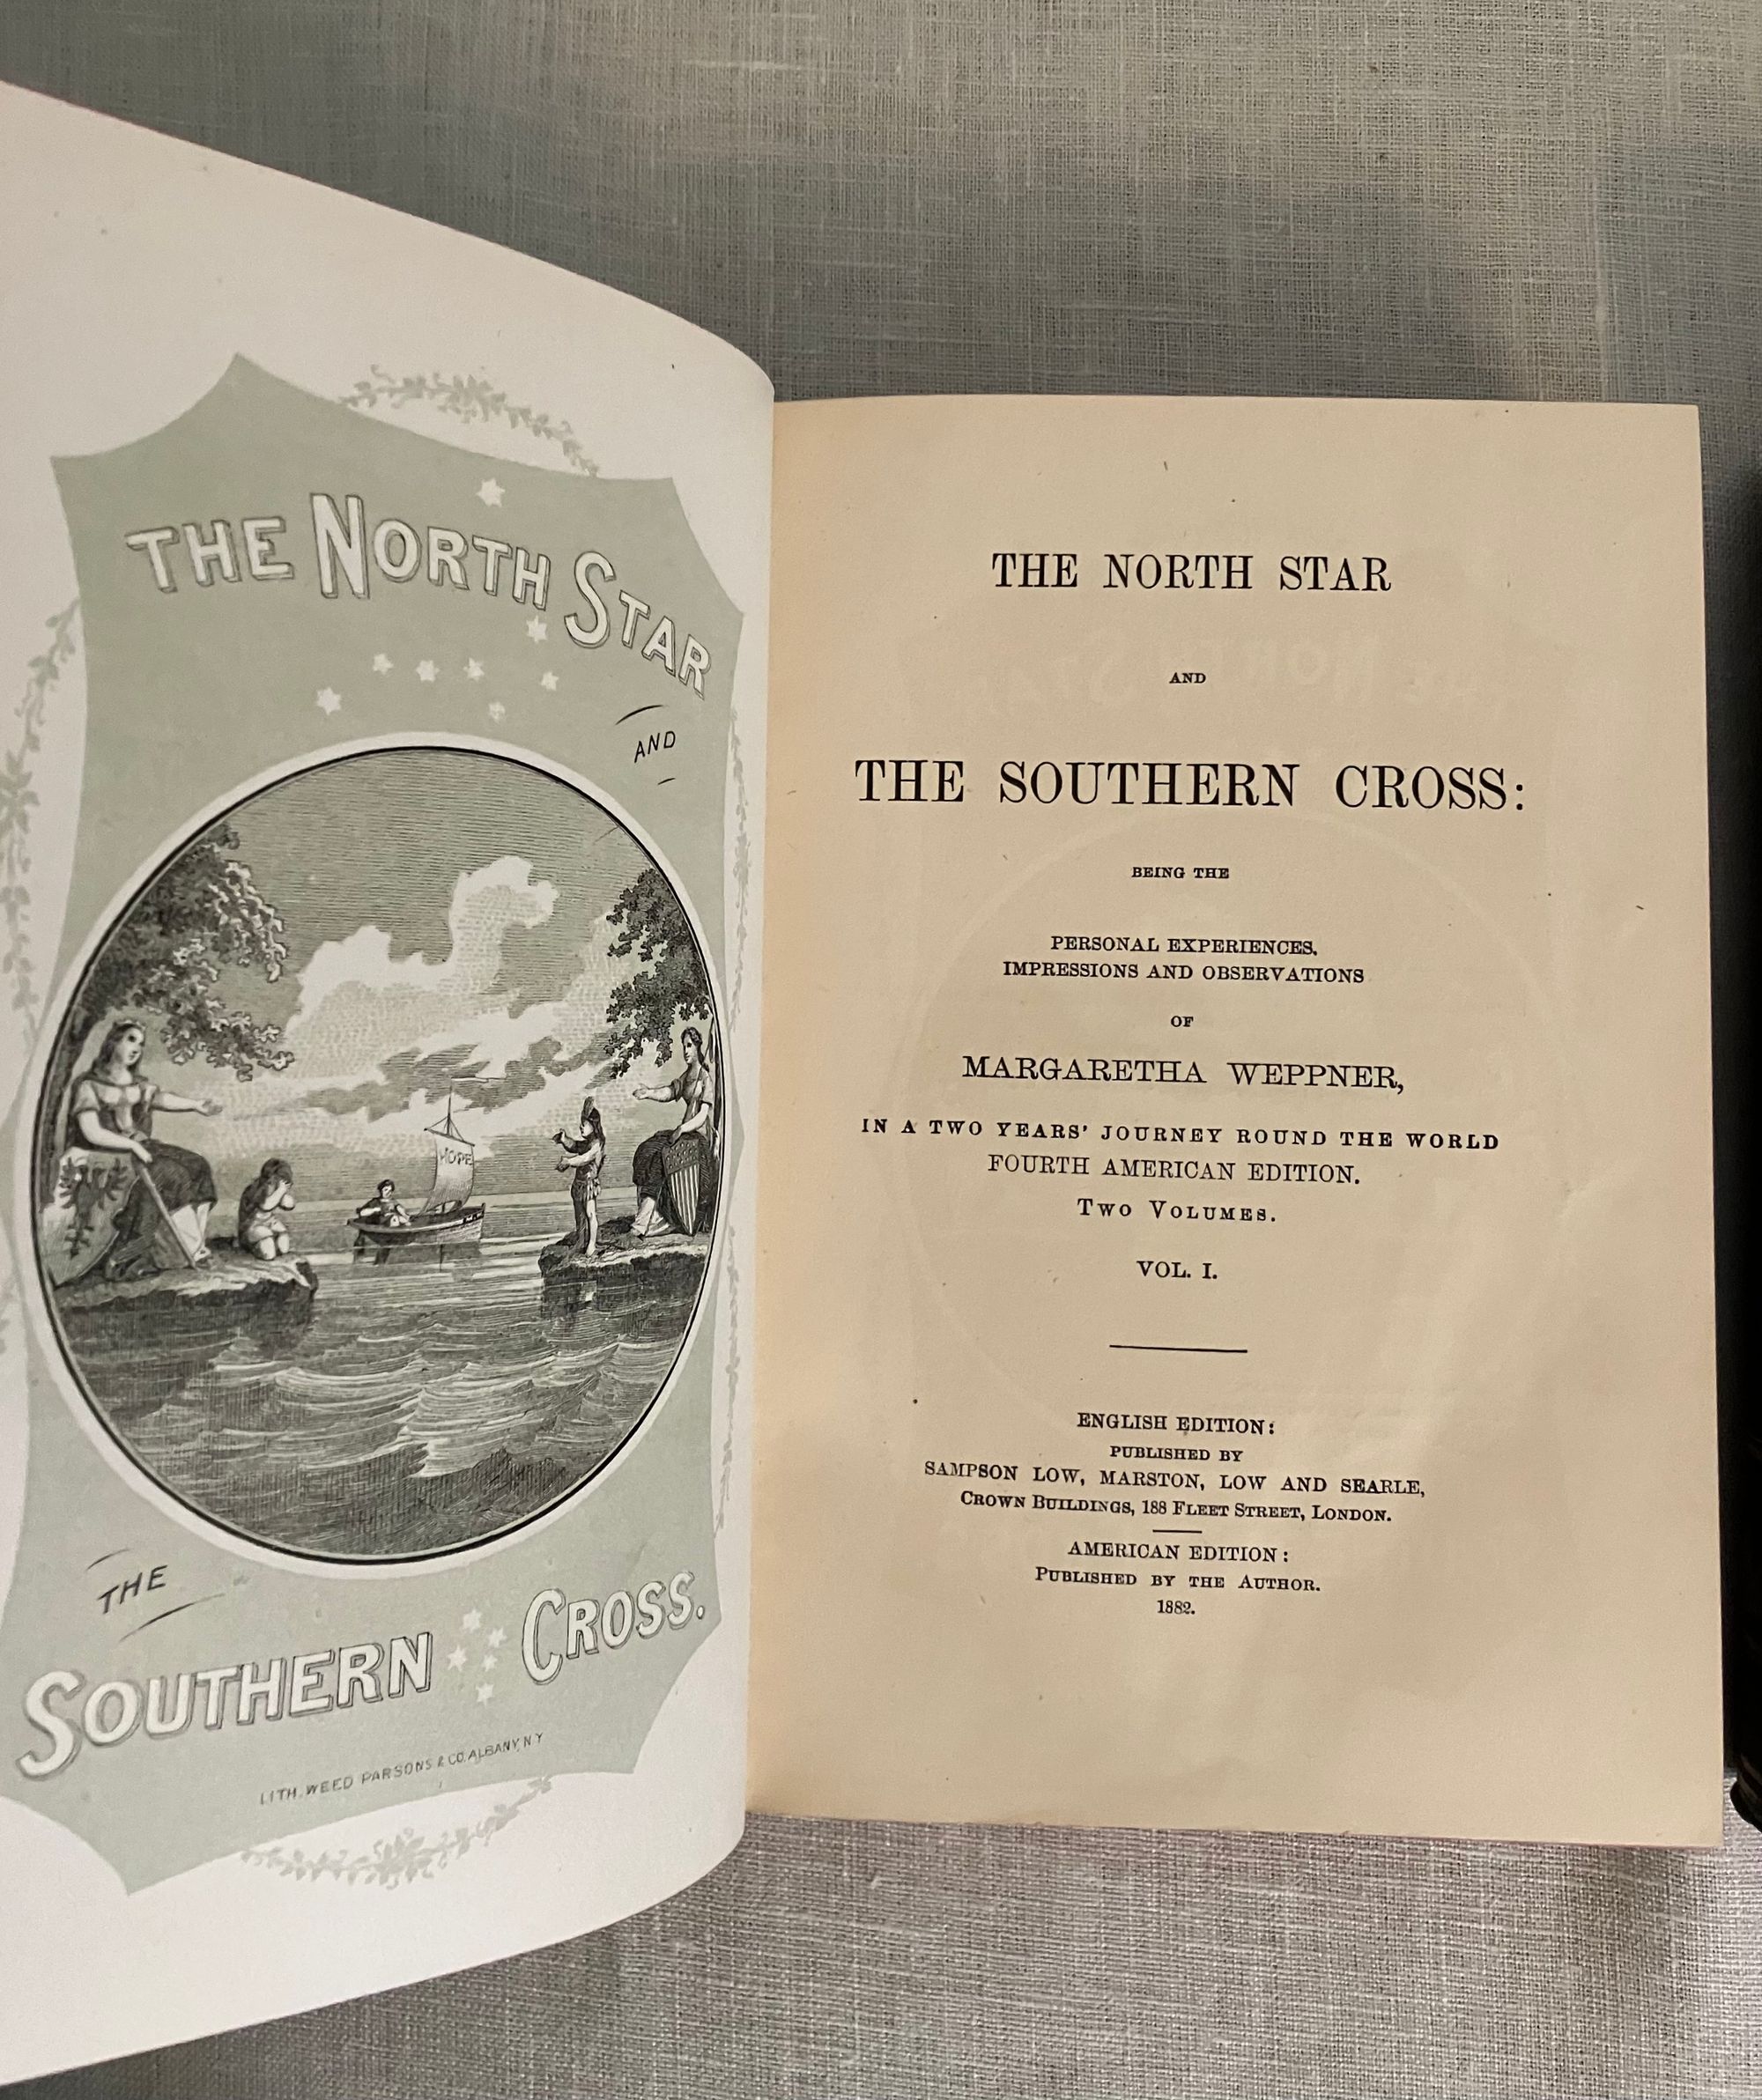 THE NORTH STAR
AND
HOPE
THE
SOUTHERN CROSS.
LITH. WEED PARSONS & CO. ALBANY, N Y
THE NORTH STAR
AND
THE SOUTHERN CROSS:
BEING THE
PERSONAL EXPERIENCES,
IMPRESSIONS AND OBSERVATIONS
OF
MARGARETHA WEPPNER,
IN A TWO YEARS' JOURNEY ROUND THE WORLD
FOURTH AMERICAN EDITION.
TWO VOLUMES.
VOL. I.
ENGLISH EDITION:
PUBLISHED BY
SAMPSON LOW, MARSTON, LOW AND SEARLE,
CROWN BUILDINGS, 188 FLEET STREET, LONDON.
AMERICAN EDITION:
PUBLISHED BY THE AUTHOR.
1882.